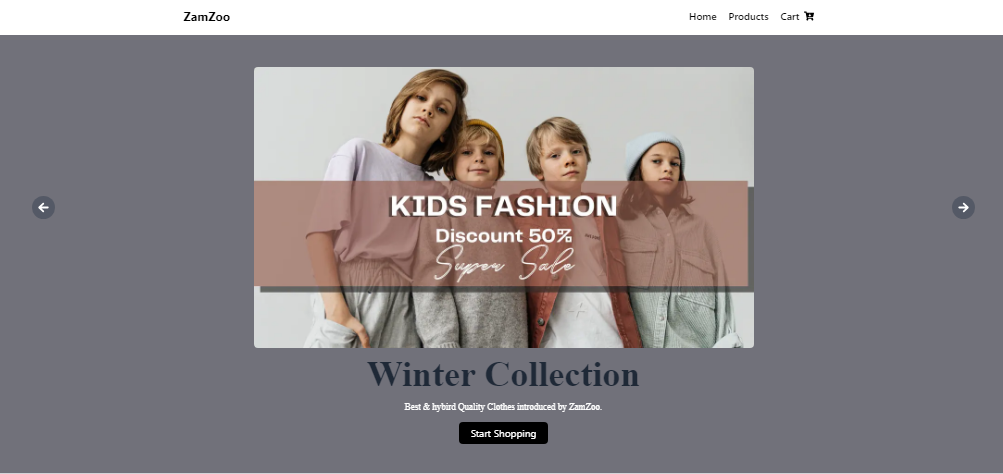 ZamZoo
Home Products Cart
KIDS FASHION
Discount 50%
Super Sale
Winter Collection
Best & hybird Quality Clothes introduced by ZamZoo.
Start Shopping